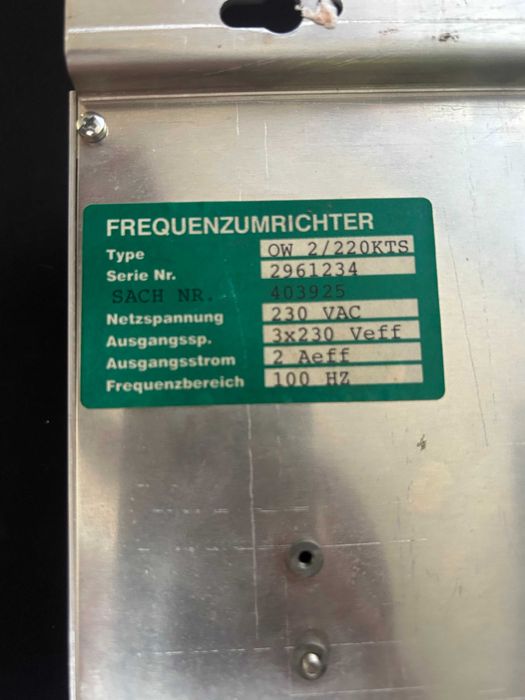 FREQUENZUMRICHTER
Type OW 2/220KTS
Serie Nr. 2961234
SACH NR. 403925
Netzspannung 230 VAC
Ausgangssp. 3x230 Veff
Ausgangsstrom 2 Aeff
Frequenzbereich 100 HZ